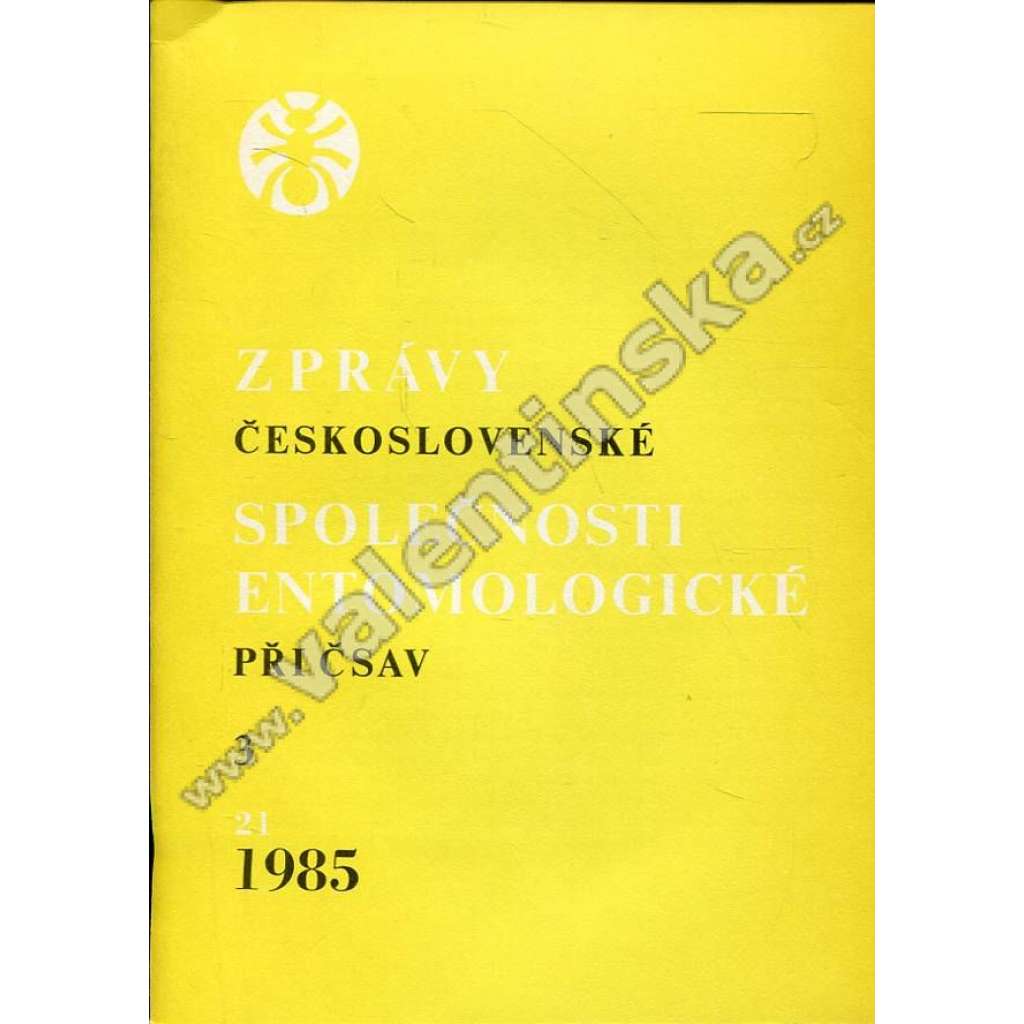 ZPRÁVY
ČESKOSLOVENSKÉ
SPOLEČNOSTI
ENTOMOLOGICKÉ
PŘI ČSAV
3
21
1985
www.valentinska.cz